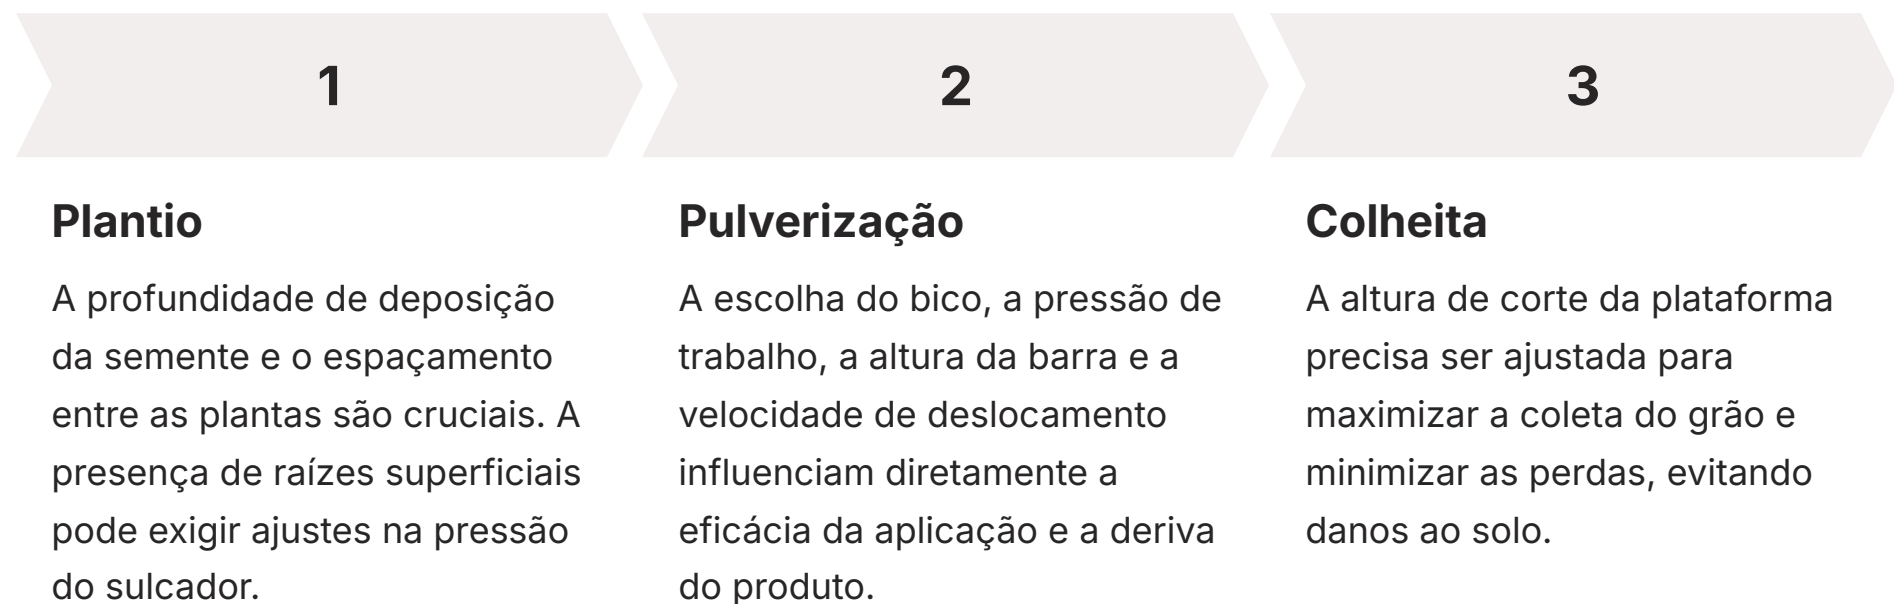 1
Plantio
A profundidade de deposição
da semente e o espaçamento
entre as plantas são cruciais. A
presença de raízes superficiais
pode exigir ajustes na pressão
do sulcador.
2
Pulverização
A escolha do bico, a pressão de
trabalho, a altura da barra e a
velocidade de deslocamento
influenciam diretamente a
eficácia da aplicação e a deriva
do produto.
3
Colheita
A altura de corte da plataforma
precisa ser ajustada para
maximizar a coleta do grão e
minimizar as perdas, evitando
danos ao solo.